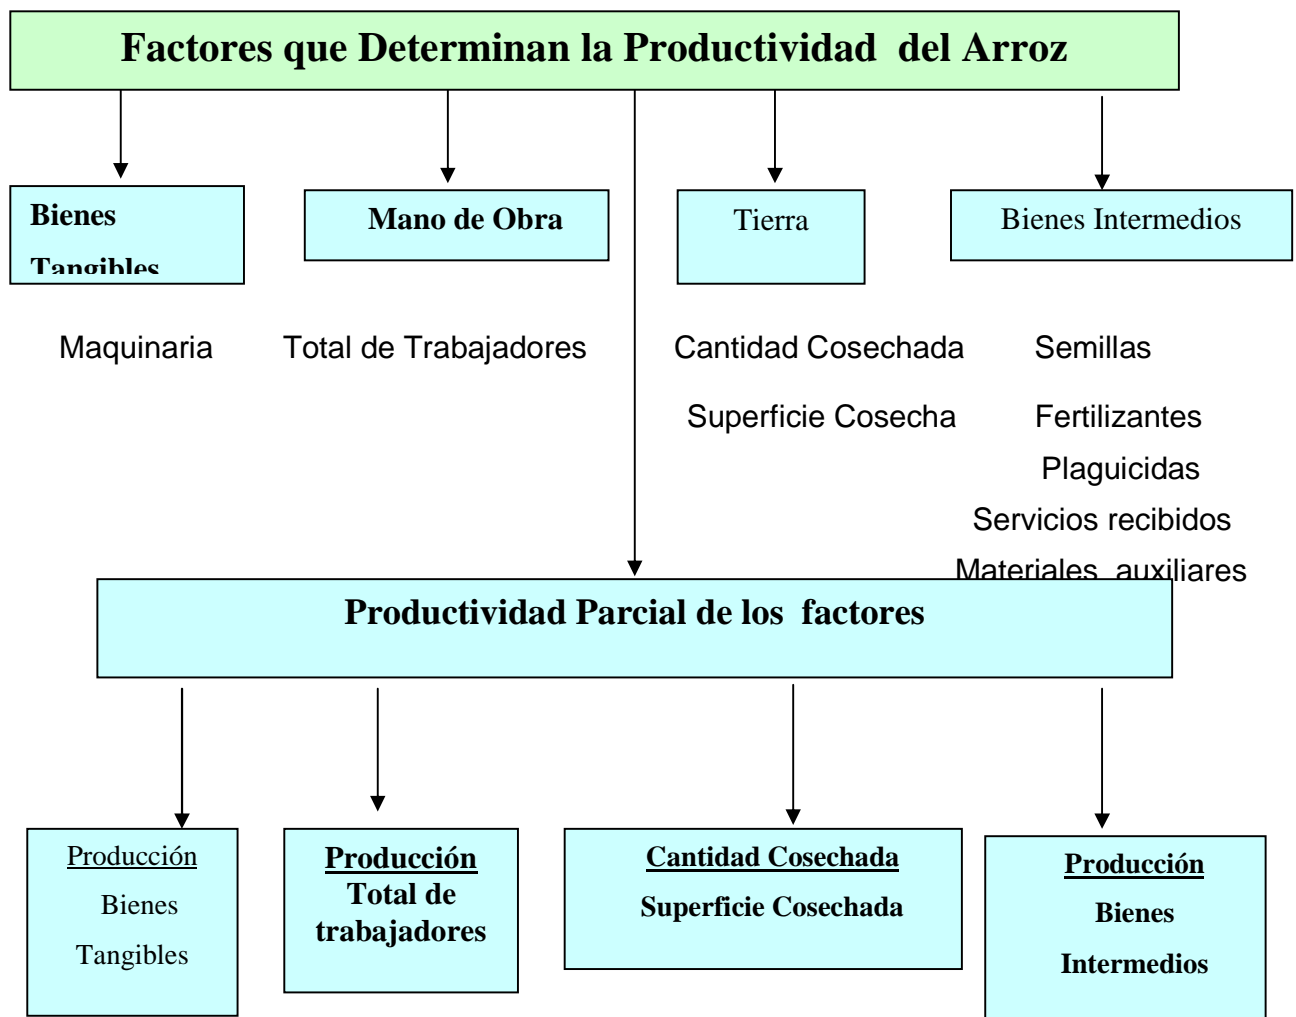 Factores que Determinan la Productividad del Arroz
Bienes
Tangibles
Mano de Obra
Tierra
Bienes Intermedios
Maquinaria
Total de Trabajadores
Cantidad Cosechada
Semillas
Superficie Cosecha
Fertilizantes
Plaguicidas
Servicios recibidos
Materiales auxiliares
Productividad Parcial de los factores
Producción
Bienes
Tangibles
Producción
Total de
trabajadores
Cantidad Cosechada
Superficie Cosechada
Producción
Bienes
Intermedios